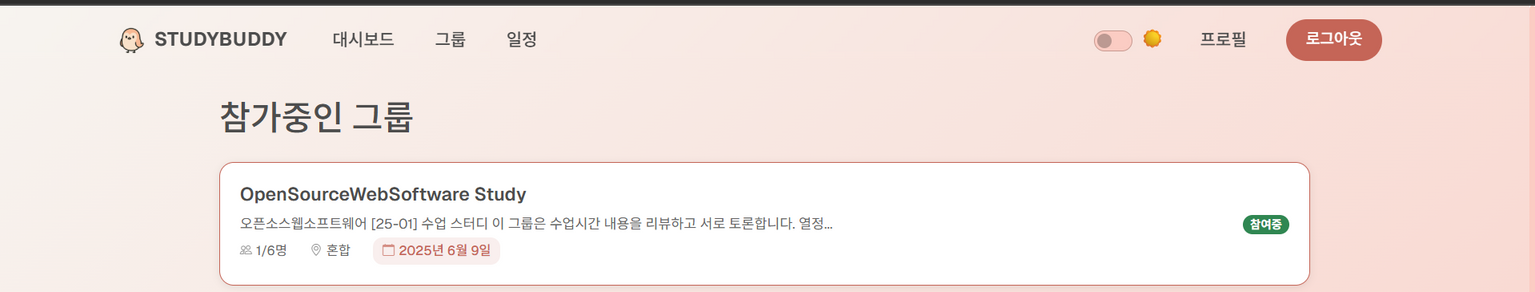 STUDYBUDDY 대시보드 그룹 일정 프로필 로그아웃
참가중인 그룹
OpenSourceWebSoftware Study
오픈소스웹소프트웨어 [25-01] 수업 스터디 이 그룹은 수업시간 내용을 리뷰하고 서로 토론합니다. 열정...
참여중
1/6명 혼합 2025년 6월 9일